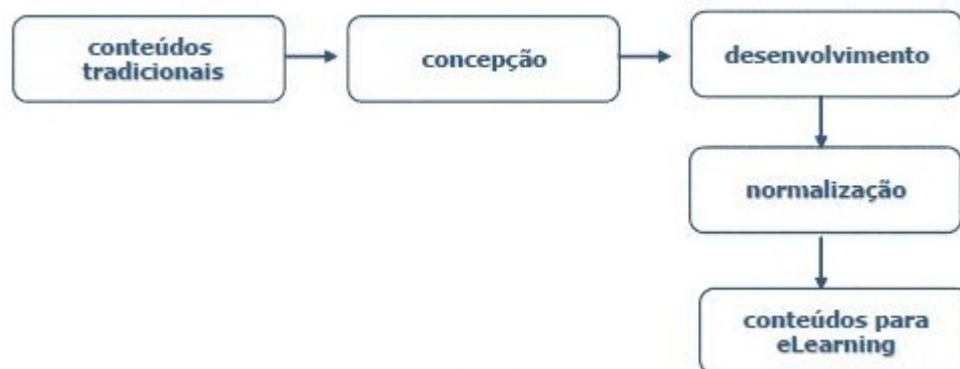 conteúdos
tradicionais
concepção
desenvolvimento
normalização
conteúdos para
eLearning